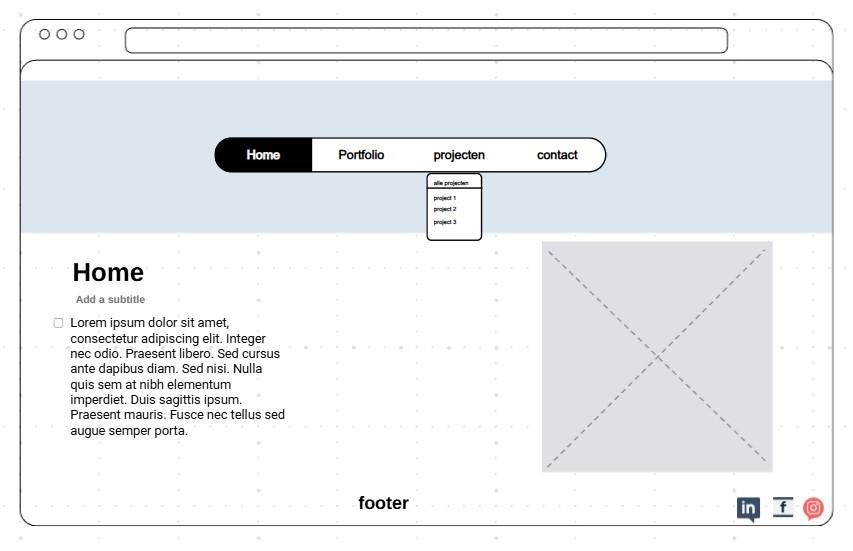 Home
Portfolio
projecten
contact
alle projecten
project 1
project 2
project 3
Home
Add a subtitle
Lorem ipsum dolor sit amet,
consectetur adipiscing elit. Integer
nec odio. Praesent libero. Sed cursus
ante dapibus diam. Sed nisi. Nulla
quis sem at nibh elementum
imperdiet. Duis sagittis ipsum.
Praesent mauris. Fusce nec tellus sed
augue semper porta.
footer
in
f